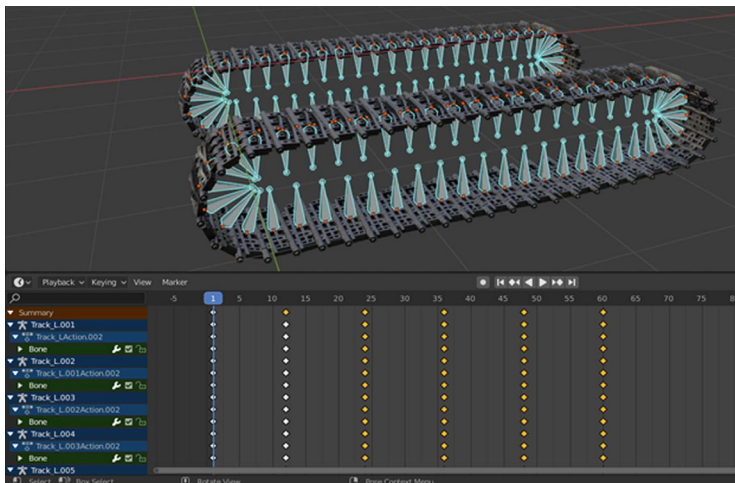 Playback Keying View Marker
-5 1 5 10 15 20 25 30 35 40 45 50 55 60 65 70 75 80
Summary
Track_L.001
Track_LAction.002
Bone
Track_L.002
Track_L.001Action.002
Bone
Track_L.003
Track_L.002Action.002
Bone
Track_L.004
Track_L.003Action.002
Bone
Track_L.005
Select Box Select Rotate View Pose Context Menu